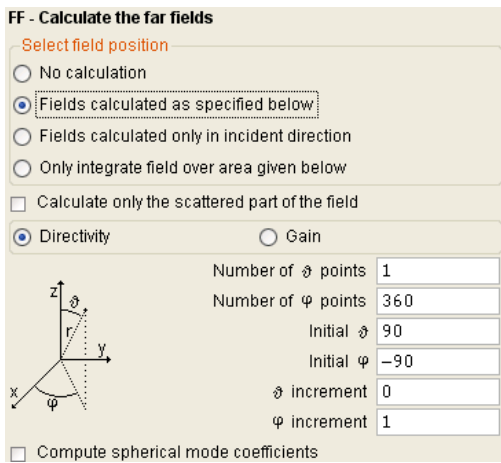 FF - Calculate the far fields
Select field position
No calculation
Fields calculated as specified below
Fields calculated only in incident direction
Only integrate field over area given below
Calculate only the scattered part of the field
Directivity Gain
Number of ϑ points 1
Number of φ points 360
Initial ϑ 90
Initial φ -90
ϑ increment 0
φ increment 1
z ϑ
r
y
x φ
Compute spherical mode coefficients